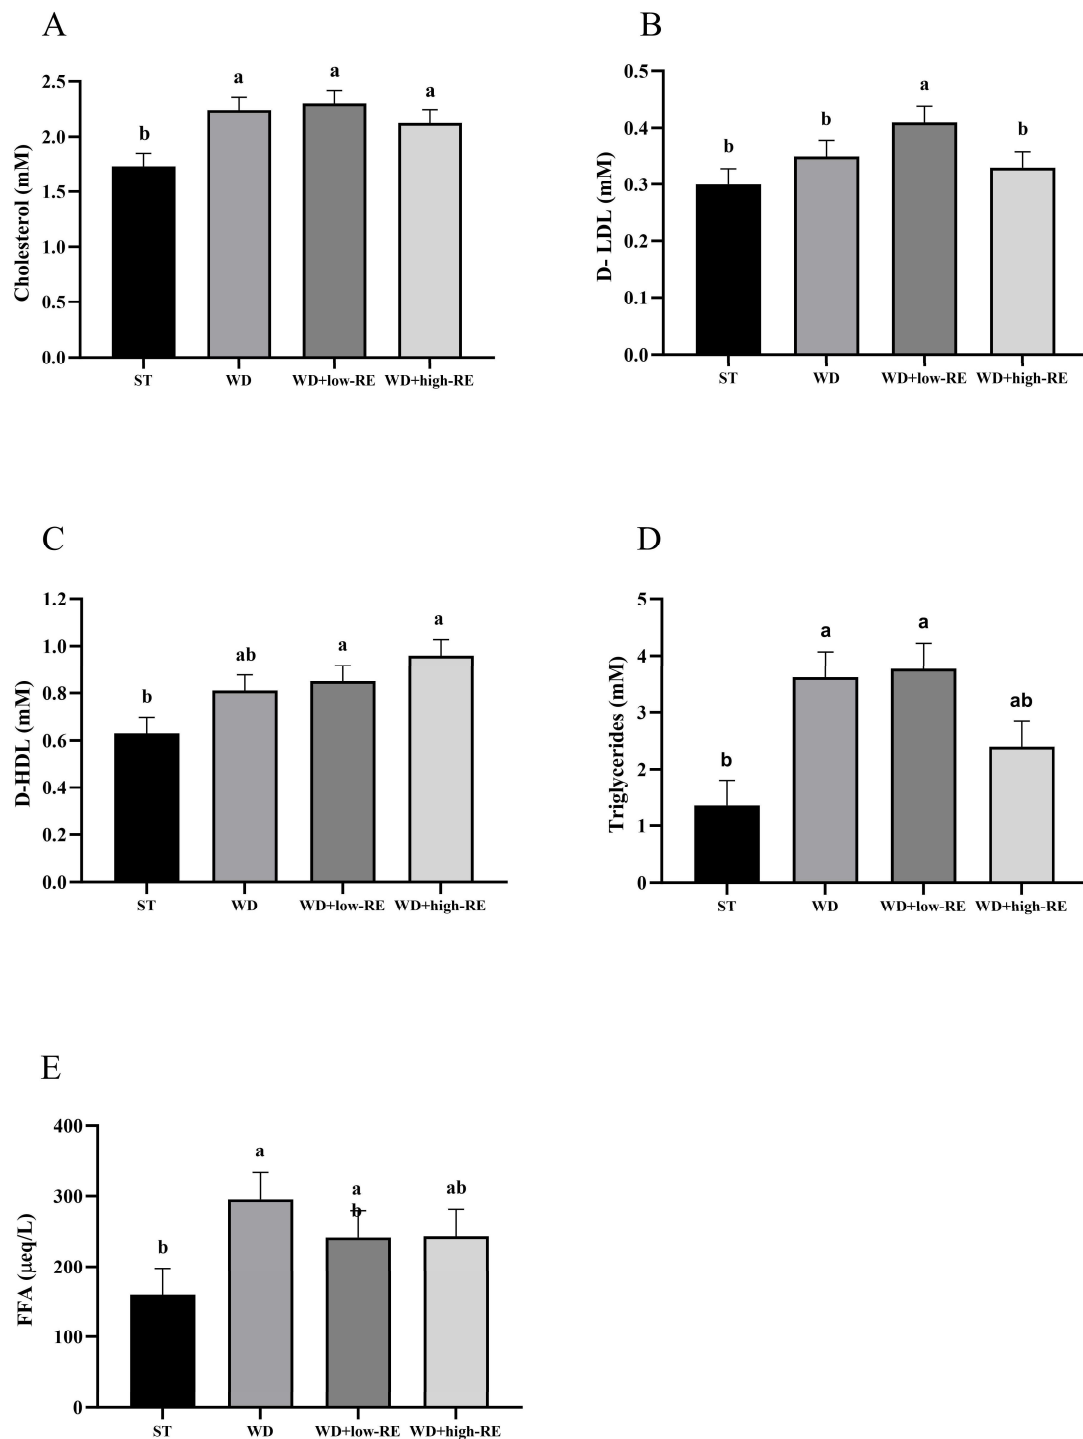 A
Cholesterol (mM)
2.5
2.0
1.5
1.0
0.5
0.0
b
a
a
a
ST
WD
WD+low-RE
WD+high-RE
B
D- LDL (mM)
0.5
0.4
0.3
0.2
0.1
0.0
b
b
a
b
ST
WD
WD+low-RE
WD+high-RE
C
D-HDL (mM)
1.2
1.0
0.8
0.6
0.4
0.2
0.0
b
ab
a
a
ST
WD
WD+low-RE
WD+high-RE
D
Triglycerides (mM)
5
4
3
2
1
0
b
a
a
ab
ST
WD
WD+low-RE
WD+high-RE
E
FFA (µeq/L)
400
300
200
100
0
b
a
a
b
ab
ST
WD
WD+low-RE
WD+high-RE